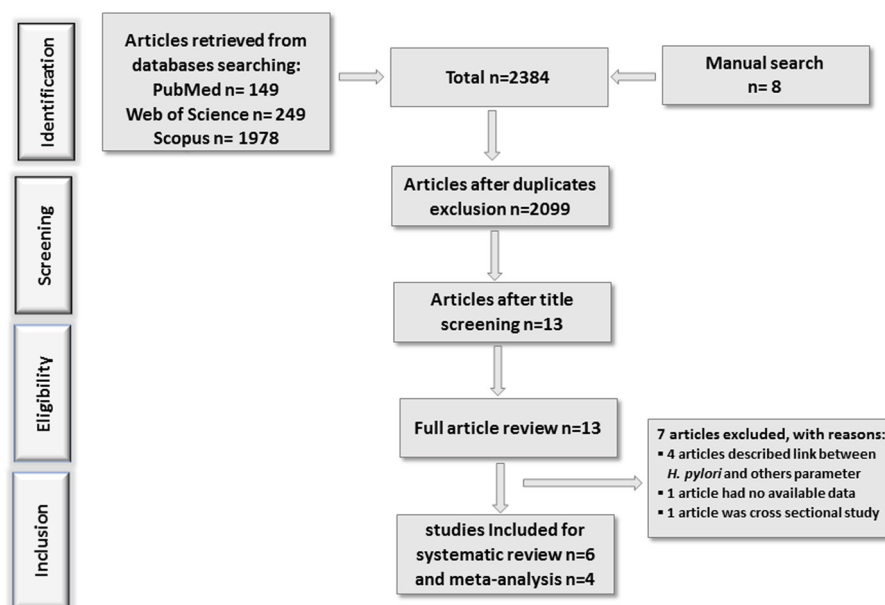 Identification
Articles retrieved from
databases searching:
PubMed n= 149
Web of Science n= 249
Scopus n= 1978
Total n=2384
Manual search
n= 8
Screening
Articles after duplicates
exclusion n=2099
Articles after title
screening n=13
Eligibility
Full article review n=13
7 articles excluded, with reasons:
▪ 4 articles described link between
H. pylori and others parameter
▪ 1 article had no available data
▪ 1 article was cross sectional study
Inclusion
studies Included for
systematic review n=6
and meta-analysis n=4